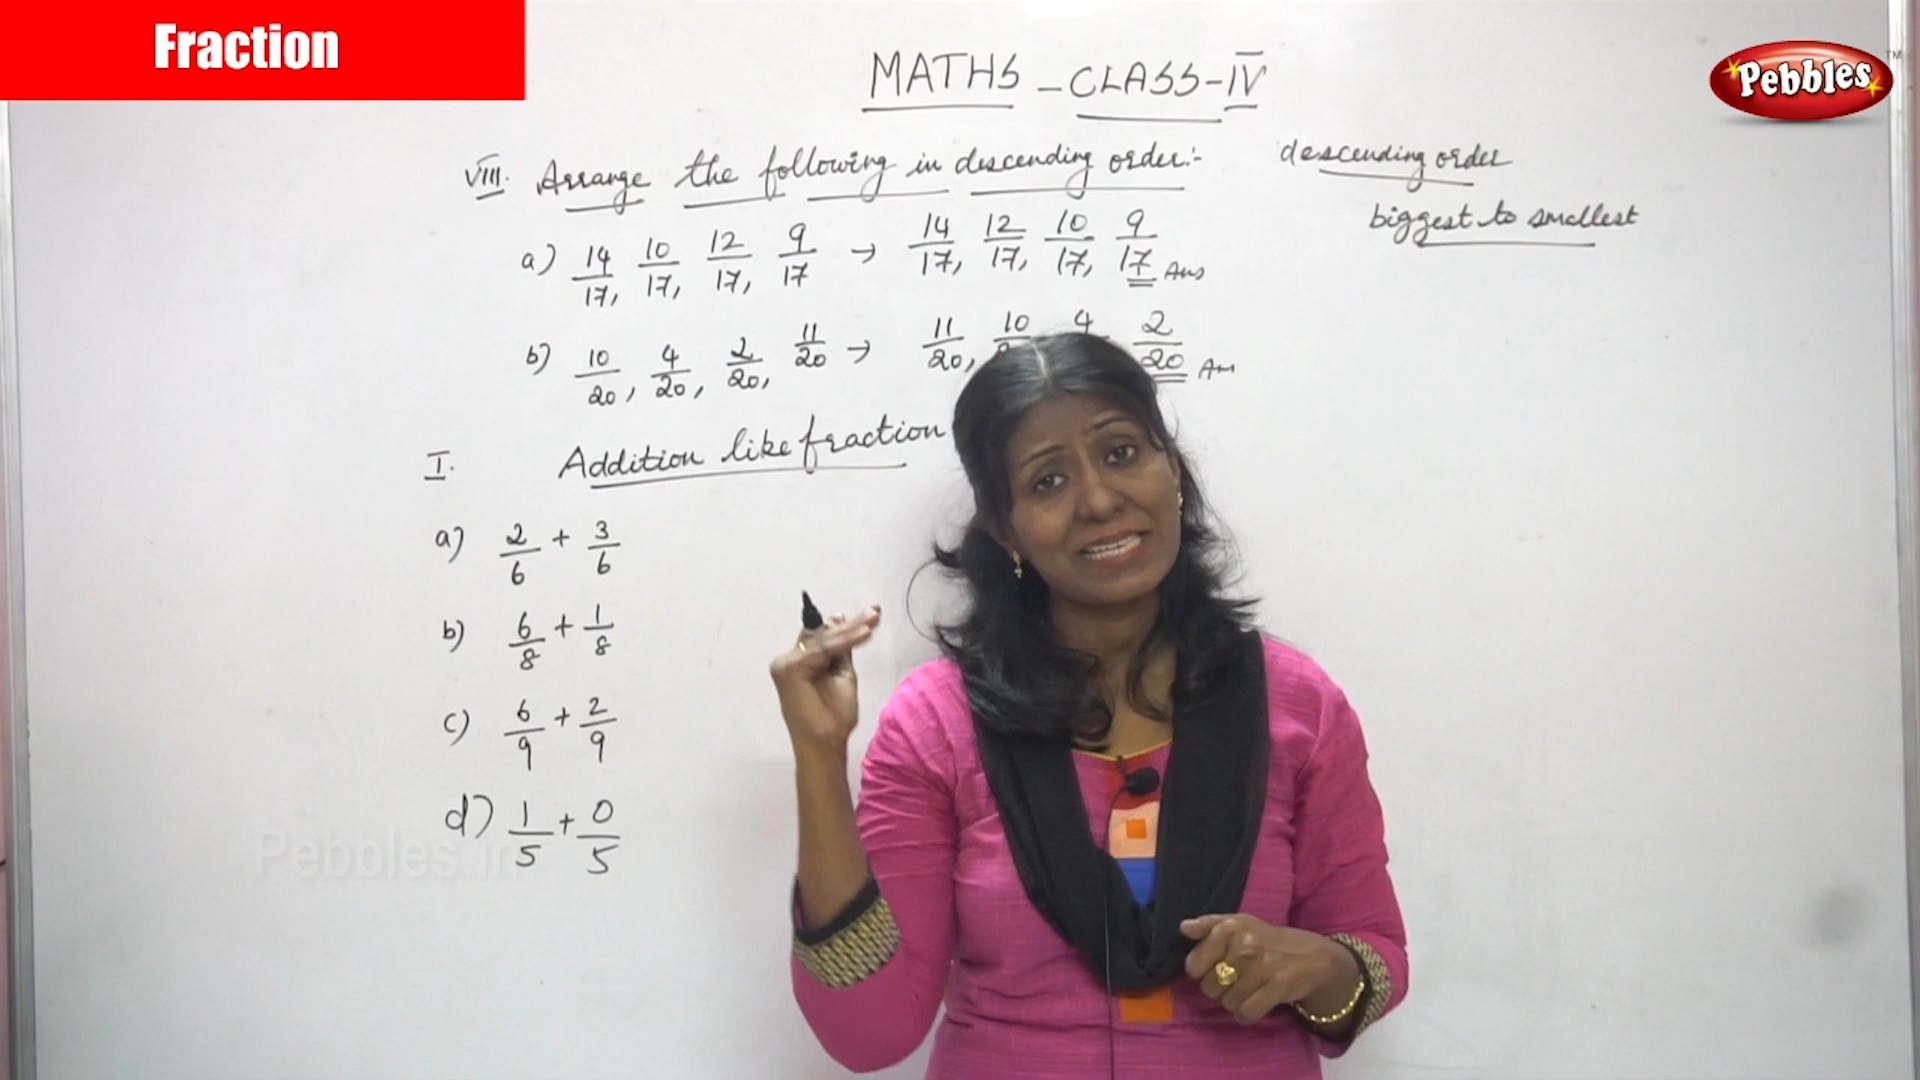 Fraction
Pebbles TM
MATHS - CLASS - IV
VIII. Arrange the following in descending order:-
descending order
biggest to smallest
a) 14/17, 10/17, 12/17, 9/17 → 14/17, 12/17, 10/17, 9/17 Ans
b) 10/20, 4/20, 2/20, 11/20 → 11/20, 10 4 2/20 Ans
I. Addition like fraction
a) 2/6 + 3/6
b) 6/8 + 1/8
c) 6/9 + 2/9
d) 1/5 + 0/5
Pebbles.in